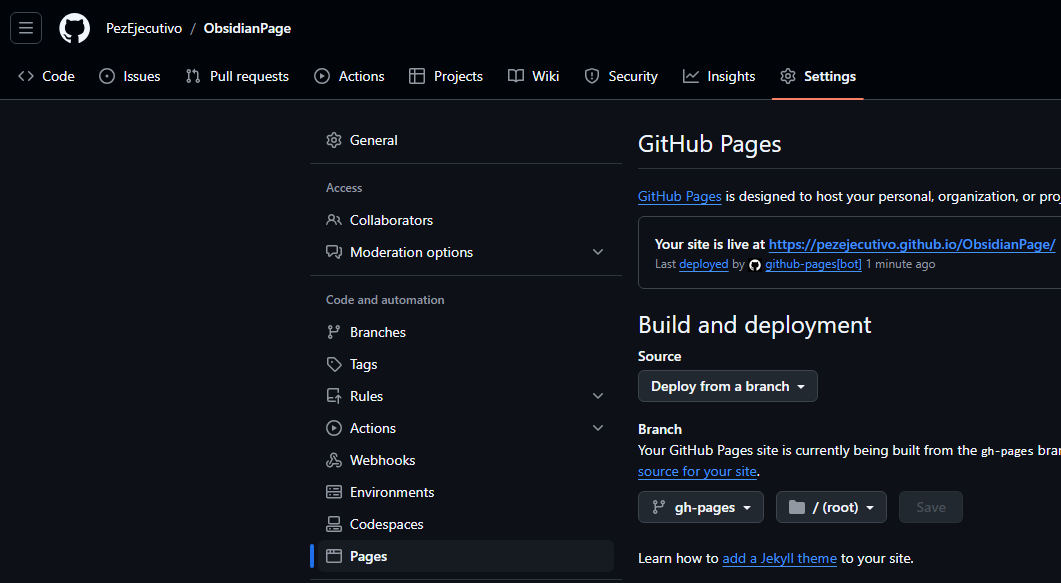 PezEjecutivo / ObsidianPage
Code Issues Pull requests Actions Projects Wiki Security Insights Settings
General
Access
Collaborators
Moderation options
Code and automation
Branches
Tags
Rules
Actions
Webhooks
Environments
Codespaces
Pages
GitHub Pages
GitHub Pages is designed to host your personal, organization, or
Your site is live at https://pezejecutivo.github.io/ObsidianPage/
Last deployed by github-pages[bot] 1 minute ago
Build and deployment
Source
Deploy from a branch
Branch
Your GitHub Pages site is currently being built from the gh-pages
source for your site.
gh-pages / (root) Save
Learn how to add a Jekyll theme to your site.